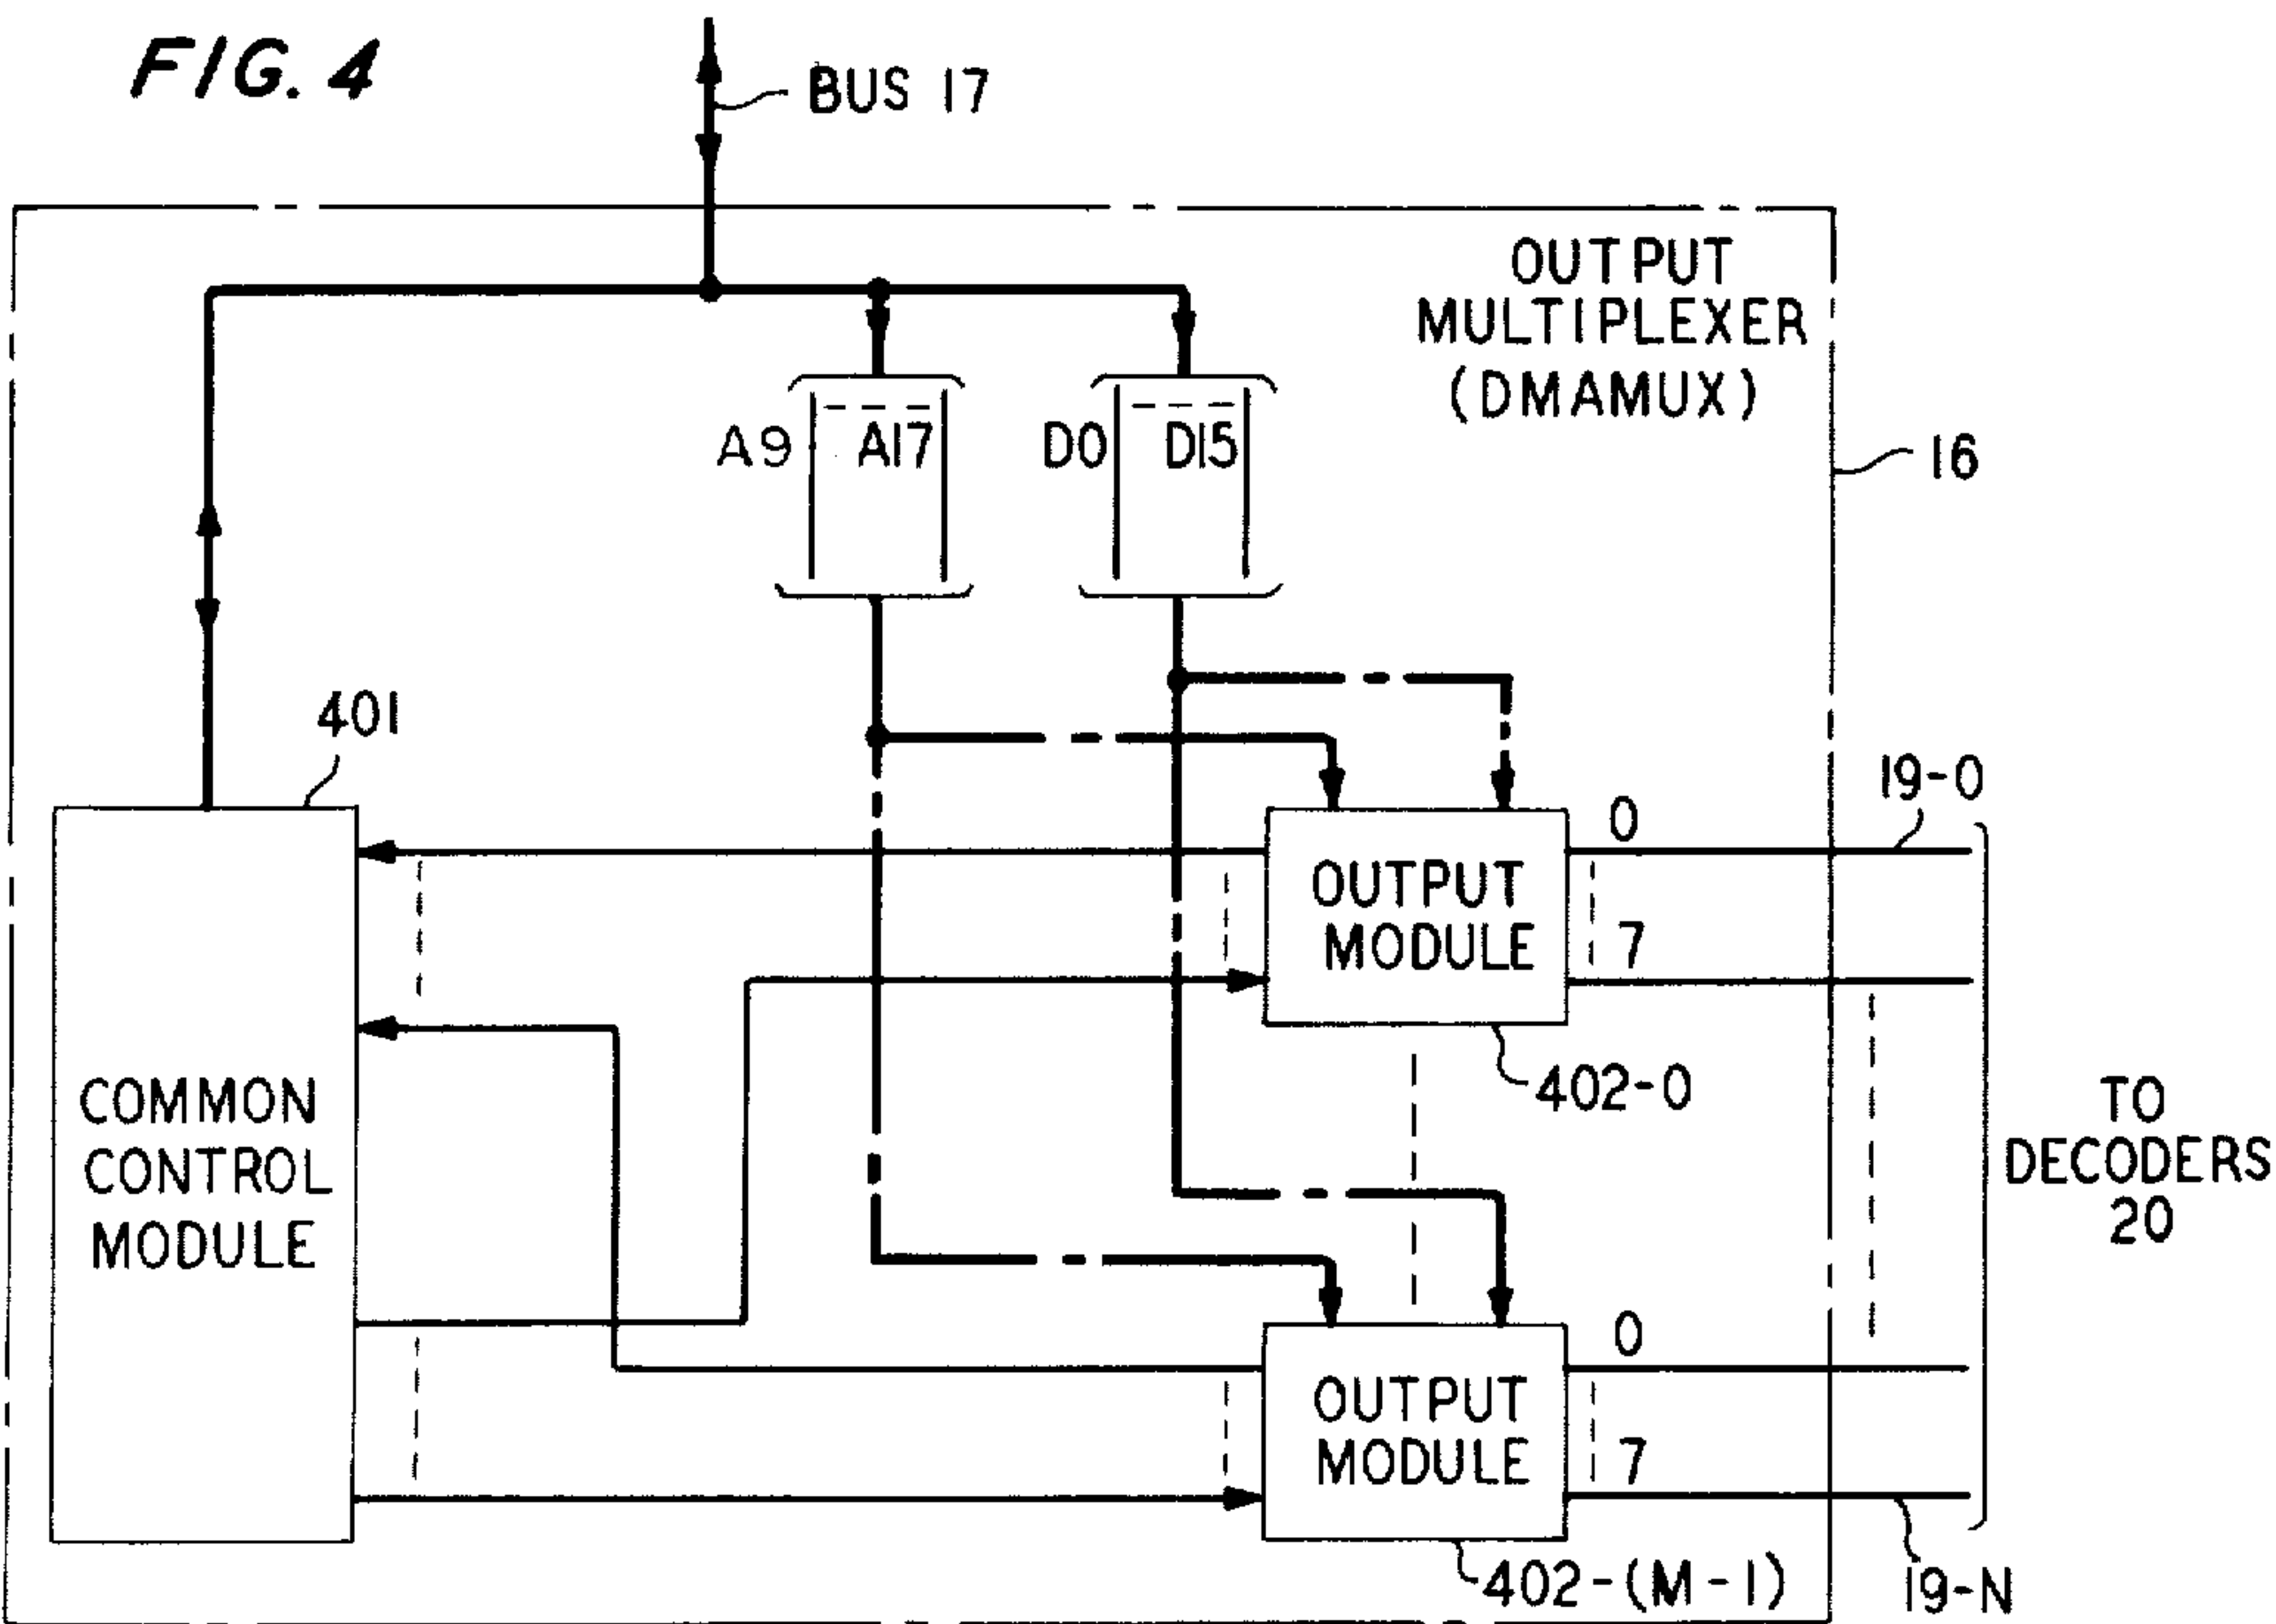 FIG. 4
BUS 17
OUTPUT
MULTIPLEXER
(DMAMUX)
A9 A17 D0 D15
16
401
19-0
0
OUTPUT
MODULE
7
402-0
COMMON
CONTROL
MODULE
TO
DECODERS
20
0
OUTPUT
MODULE
7
402-(M-1)
19-N